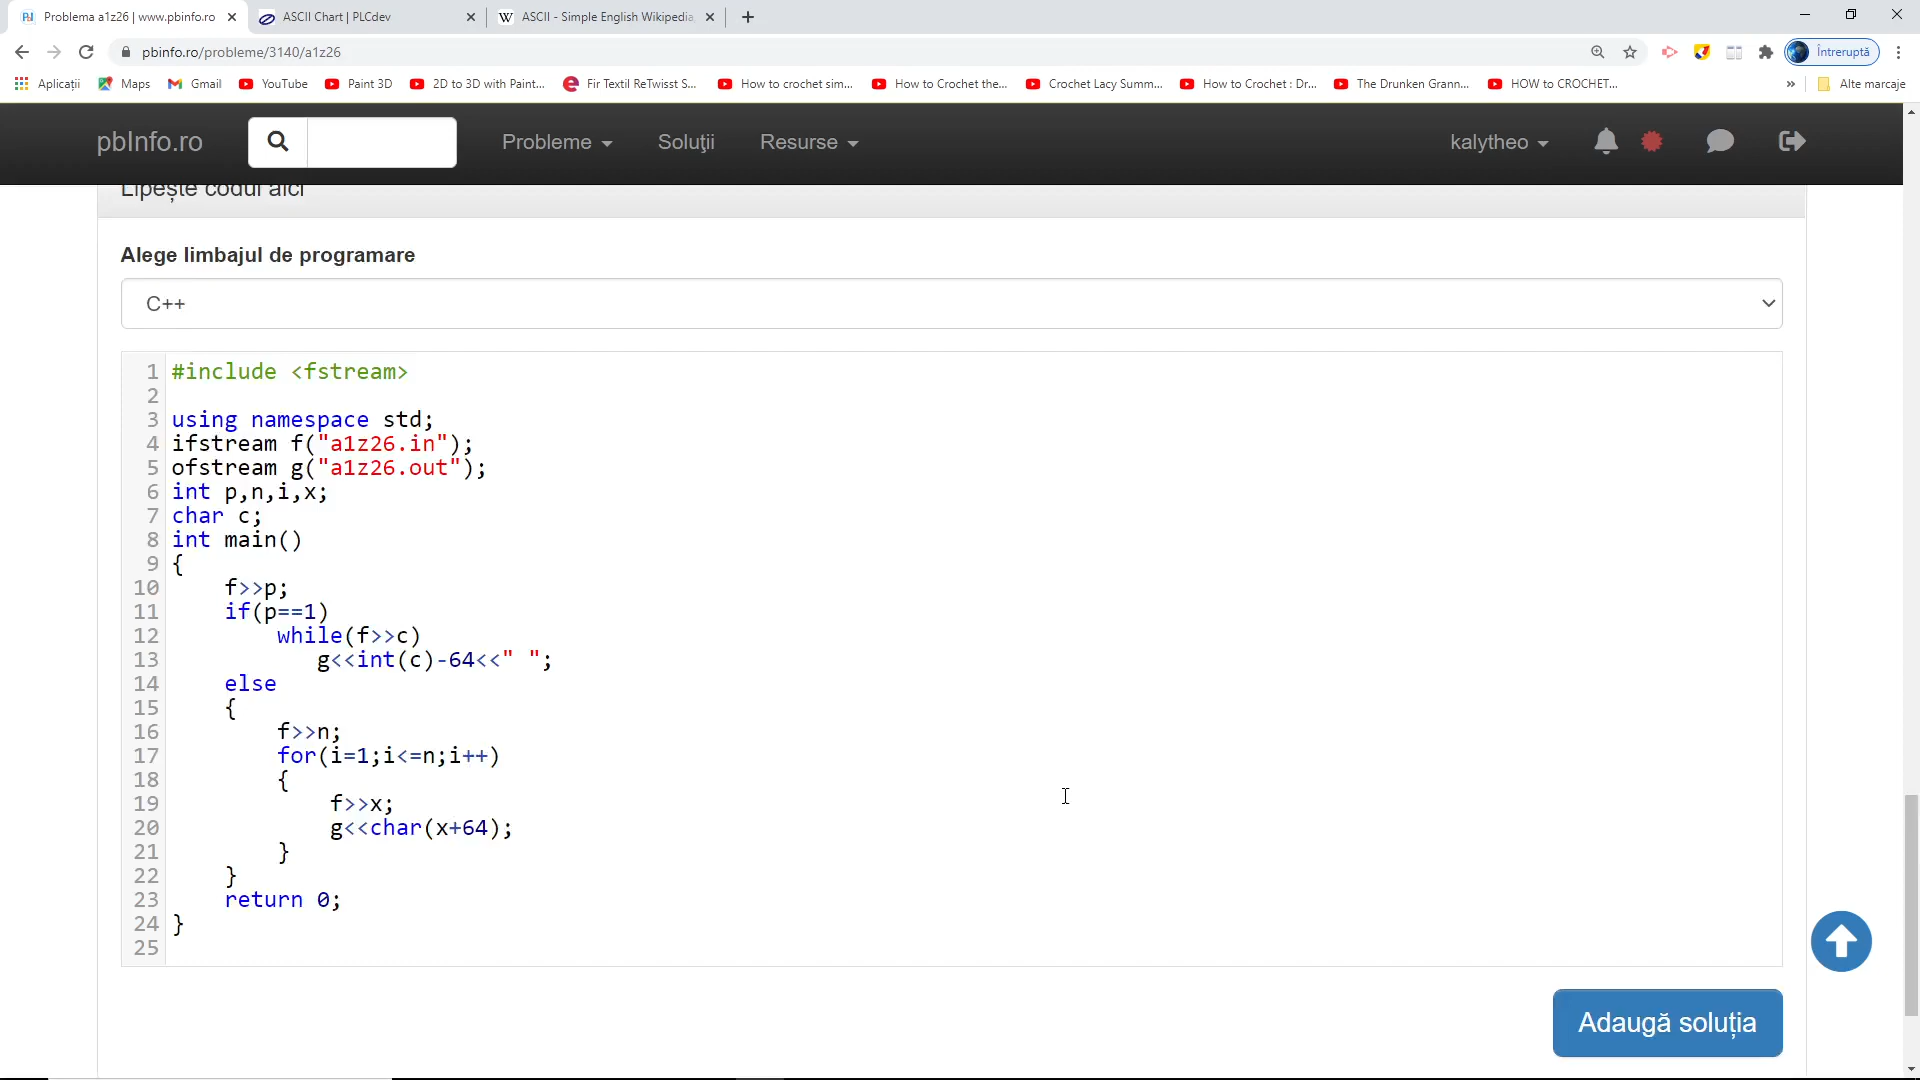 Problema a1z26 | www.pbinfo.ro
ASCII Chart | PLCdev
ASCII - Simple English Wikipedia,
pbinfo.ro/probleme/3140/a1z26
Întreruptă
Aplicații
Maps
Gmail
YouTube
Paint 3D
2D to 3D with Paint...
Fir Textil ReTwisst S...
How to crochet sim...
How to Crochet the...
Crochet Lacy Summ...
How to Crochet : Dr...
The Drunken Grann...
HOW to CROCHET...
»
Alte marcaje
pbInfo.ro
Probleme
Soluții
Resurse
kalytheo
Lipește codul aici
Alege limbajul de programare
C++
1 #include <fstream>
2
3 using namespace std;
4 ifstream f("a1z26.in");
5 ofstream g("a1z26.out");
6 int p,n,i,x;
7 char c;
8 int main()
9 {
10     f>>p;
11     if(p==1)
12         while(f>>c)
13            g<<int(c)-64<<" ";
14     else
15     {
16         f>>n;
17         for(i=1;i<=n;i++)
18         {
19             f>>x;
20             g<<char(x+64);
21         }
22     }
23     return 0;
24 }
25
Adaugă soluția